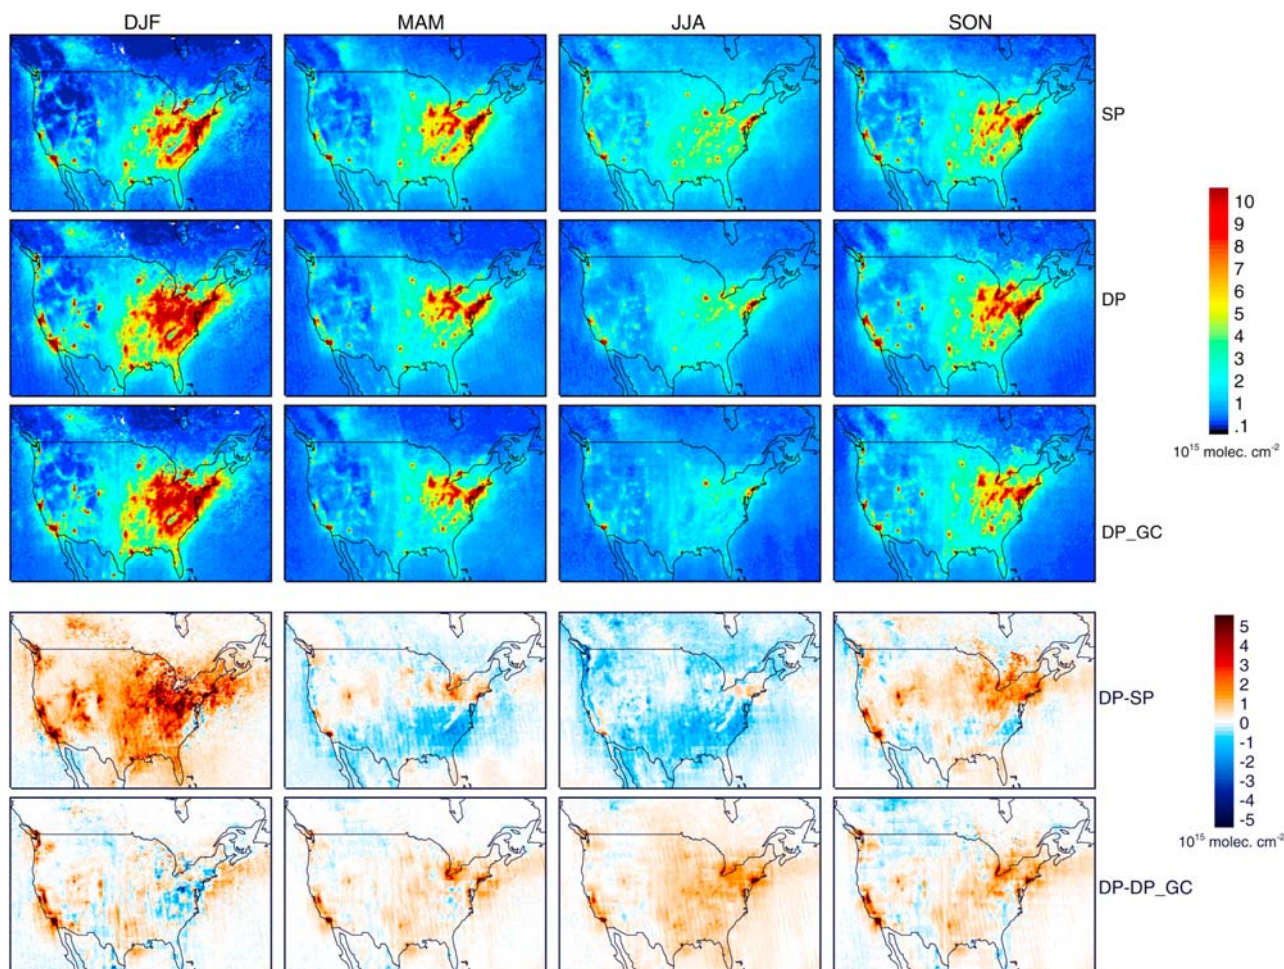 DJF MAM JJA SON
SP
DP
DP_GC
10
9
8
7
6
5
4
3
2
1
.1
10¹⁵ molec. cm⁻²
DP-SP
DP-DP_GC
5
4
3
2
1
0
-1
-2
-3
-4
-5
10¹⁵ molec. cm⁻²